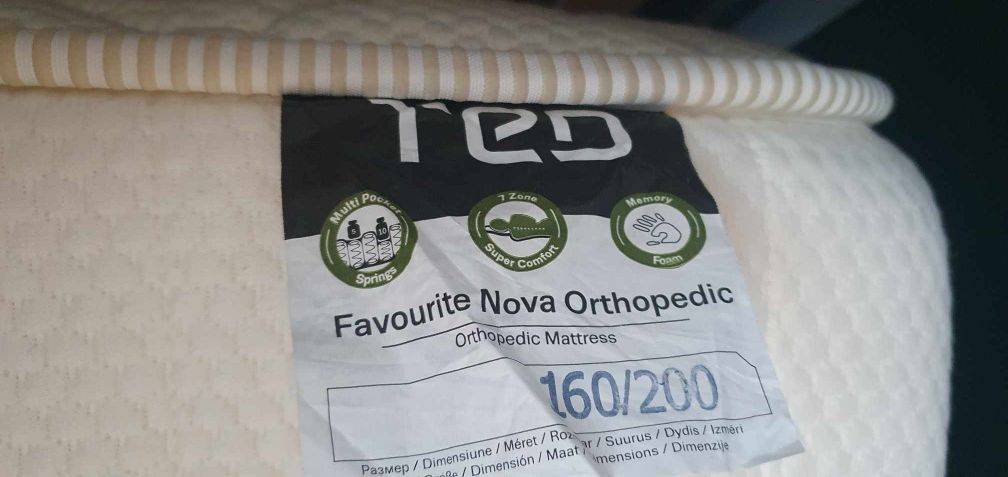 TED
Multi Pocket
5 10
Springs
7 Zone
Super Comfort
Memory
Foam
Favourite Nova Orthopedic
Orthopedic Mattress
160/200
Размер / Dimensiune / Méret / / Suurus / Dydis / Izmēri
/ Dimensión / Maat / / Dimenzije